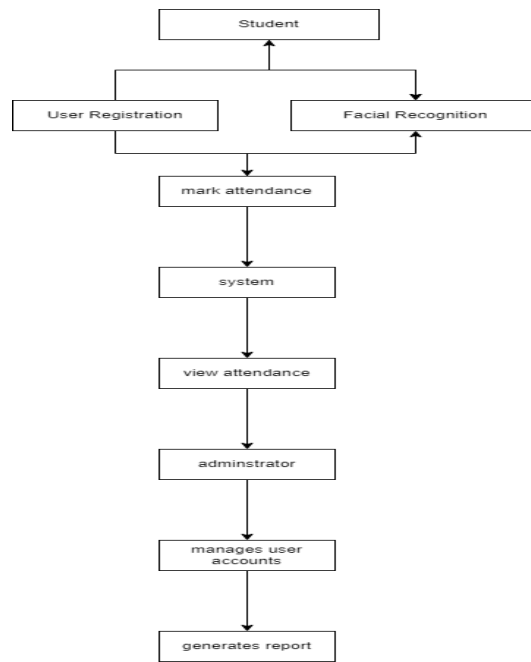 Student
User Registration
Facial Recognition
mark attendance
system
view attendance
adminstrator
manages user
accounts
generates report